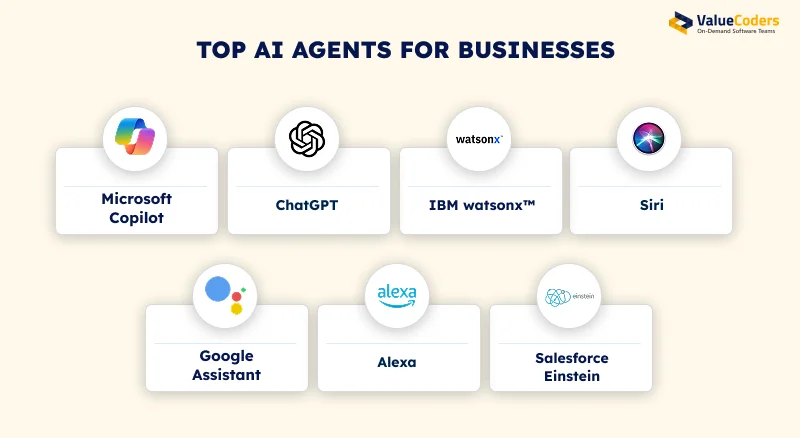 ValueCoders
On-Demand Software Teams
TOP AI AGENTS FOR BUSINESSES
watsonx
Microsoft
Copilot
ChatGPT
IBM watsonx™
Siri
alexa
einstein
Google
Assistant
Alexa
Salesforce
Einstein